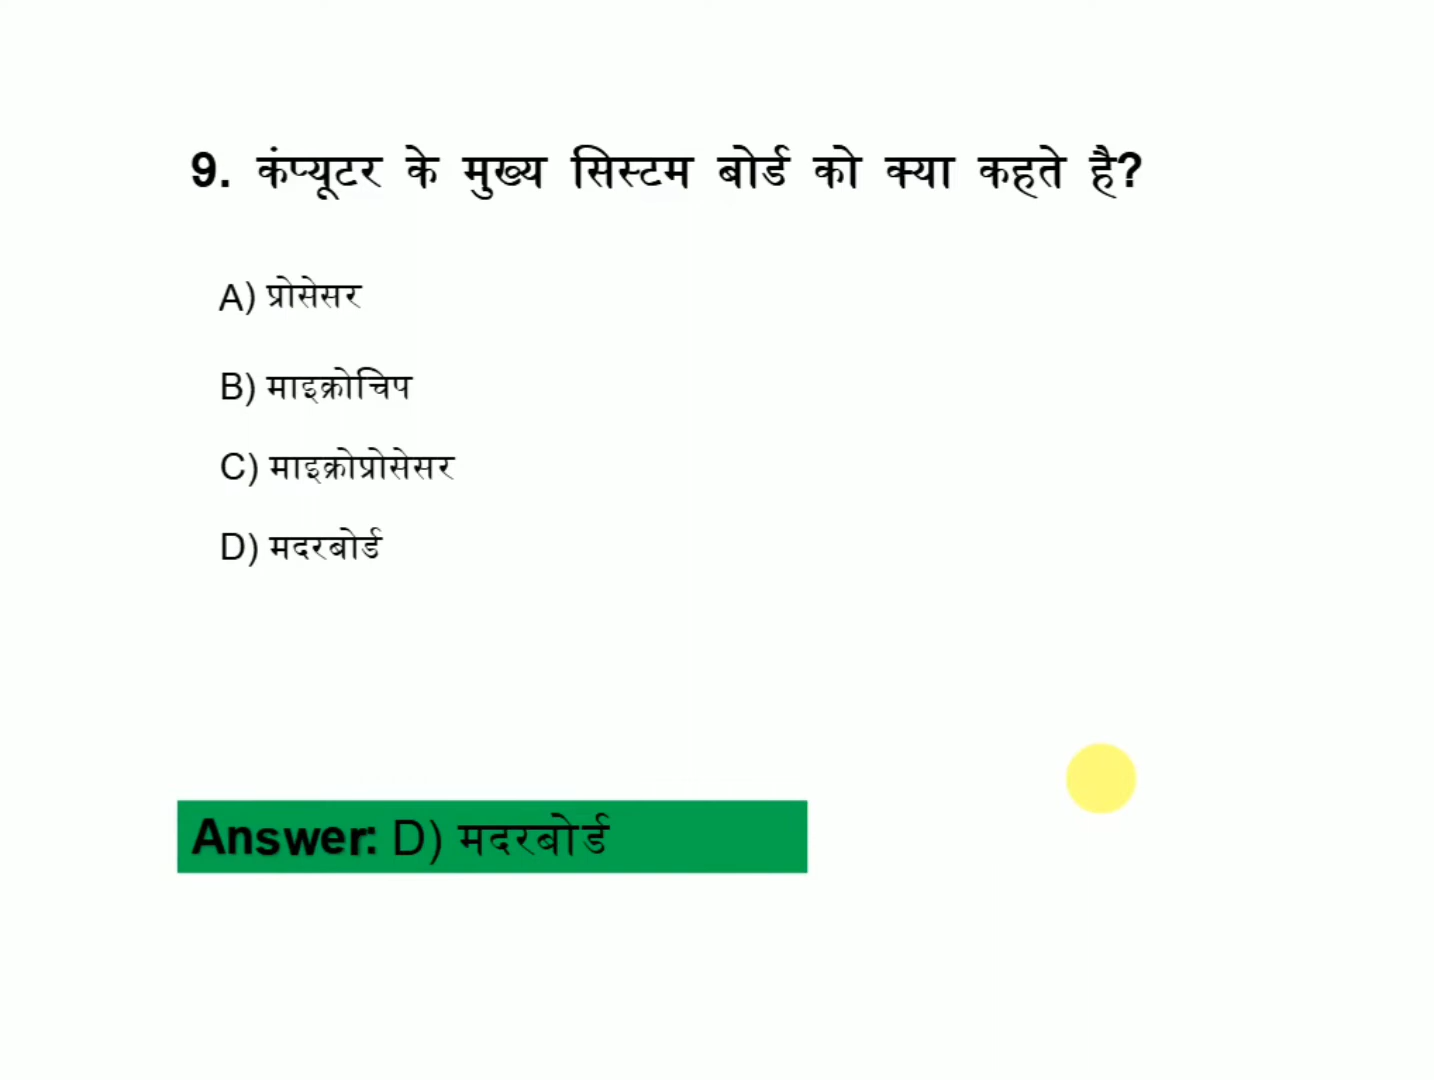 9. कंप्यूटर के मुख्य सिस्टम बोर्ड को क्या कहते है?
A) प्रोसेसर
B) माइक्रोचिप
C) माइक्रोप्रोसेसर
D) मदरबोर्ड
Answer: D) मदरबोर्ड